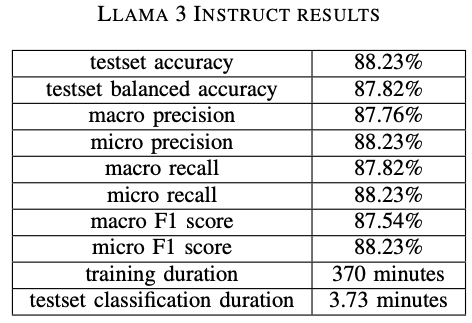 LLAMA 3 INSTRUCT RESULTS
testset accuracy 88.23%
testset balanced accuracy 87.82%
macro precision 87.76%
micro precision 88.23%
macro recall 87.82%
micro recall 88.23%
macro F1 score 87.54%
micro F1 score 88.23%
training duration 370 minutes
testset classification duration 3.73 minutes